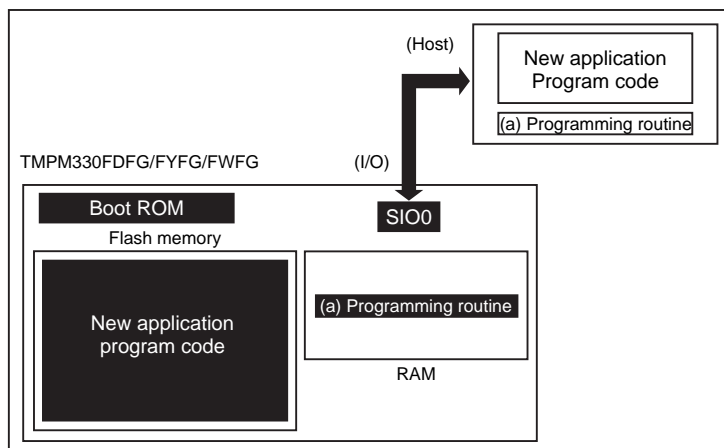 (Host)
New application
Program code
(a) Programming routine
TMPM330FDFG/FYFG/FWFG
(I/O)
Boot ROM
SIO0
Flash memory
(a) Programming routine
New application
program code
RAM